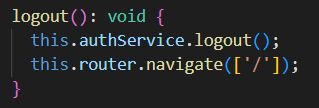 logout(): void {
  this.authService.logout();
  this.router.navigate(['/']);
}